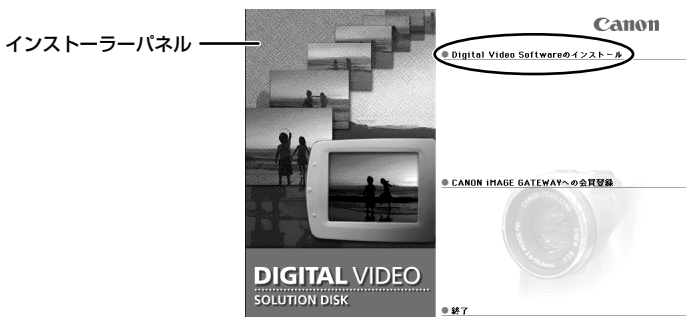 インストーラーパネル
Canon
Digital Video Softwareのインストール
CANON iMAGE GATEWAYへの会員登録
DIGITAL VIDEO
SOLUTION DISK
終了